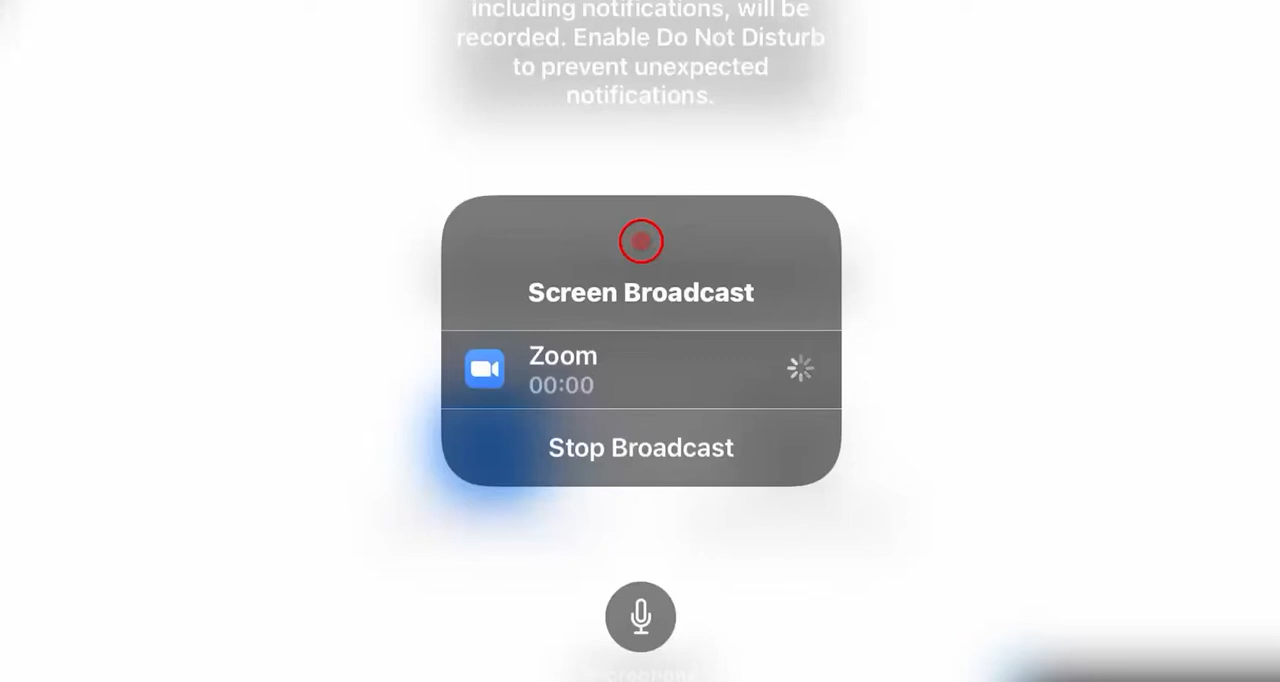 including notifications, will be
recorded. Enable Do Not Disturb
to prevent unexpected
notifications.
Screen Broadcast
Zoom
00:00
Stop Broadcast